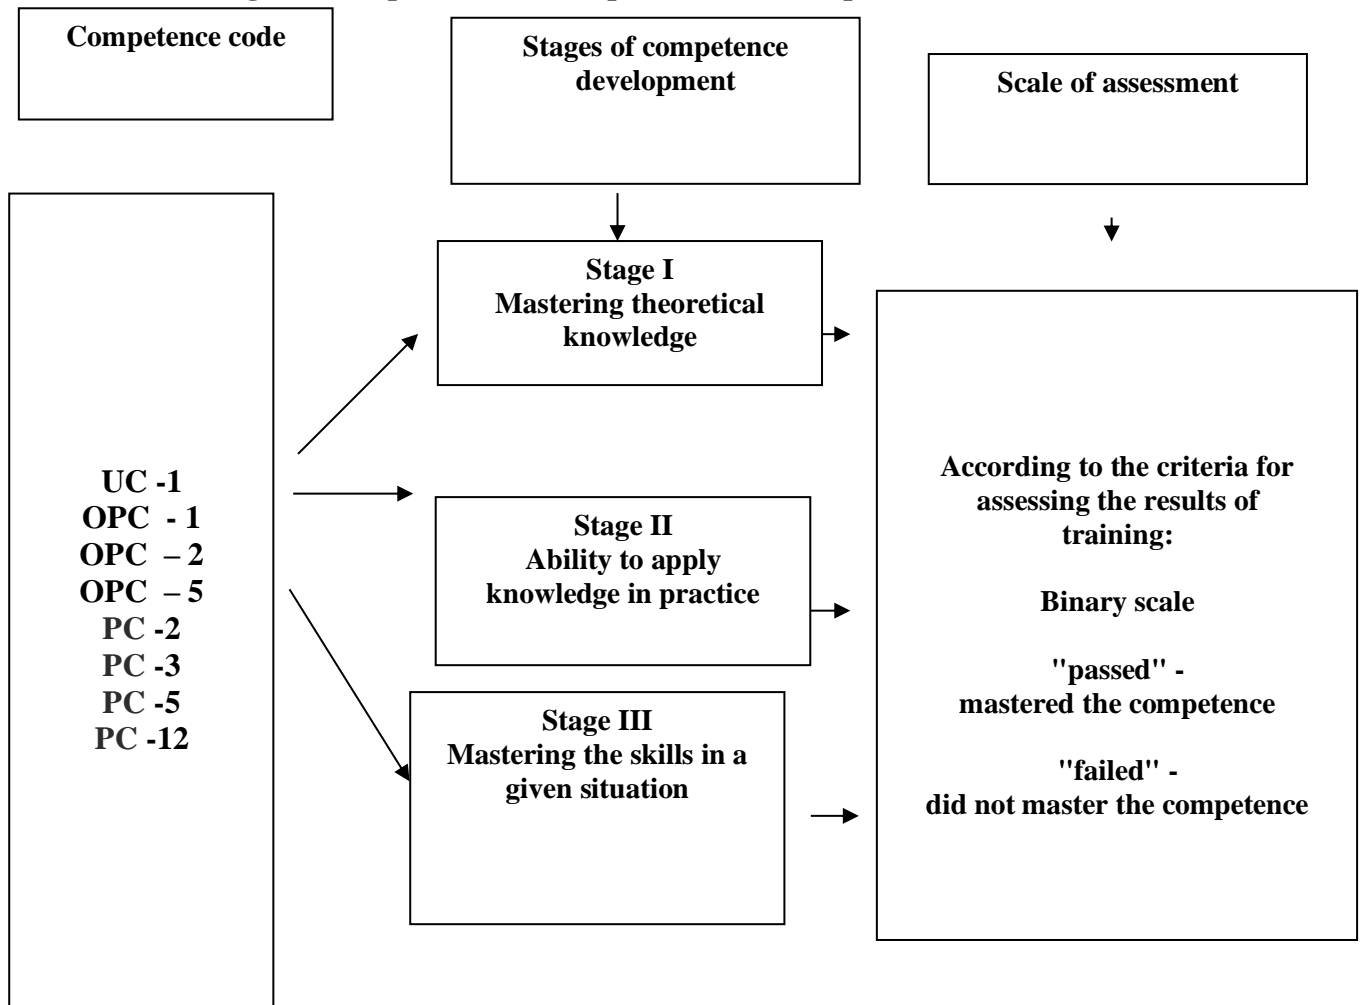 Competence code
Stages of competence
development
Scale of assessment
Stage I
Mastering theoretical
knowledge
UC -1
OPC - 1
OPC – 2
OPC – 5
PC -2
PC -3
PC -5
PC -12
Stage II
Ability to apply
knowledge in practice
Stage III
Mastering the skills in a
given situation
According to the criteria for
assessing the results of
training:
Binary scale
"passed" -
mastered the competence
"failed" -
did not master the competence